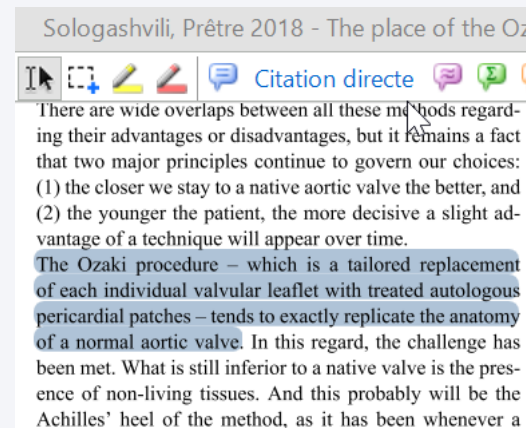 Sologashvili, Prêtre 2018 - The place of the Oz
Citation directe
There are wide overlaps between all these methods regard-
ing their advantages or disadvantages, but it remains a fact
that two major principles continue to govern our choices:
(1) the closer we stay to a native aortic valve the better, and
(2) the younger the patient, the more decisive a slight ad-
vantage of a technique will appear over time.
The Ozaki procedure – which is a tailored replacement
of each individual valvular leaflet with treated autologous
pericardial patches – tends to exactly replicate the anatomy
of a normal aortic valve. In this regard, the challenge has
been met. What is still inferior to a native valve is the pres-
ence of non-living tissues. And this probably will be the
Achilles’ heel of the method, as it has been whenever a